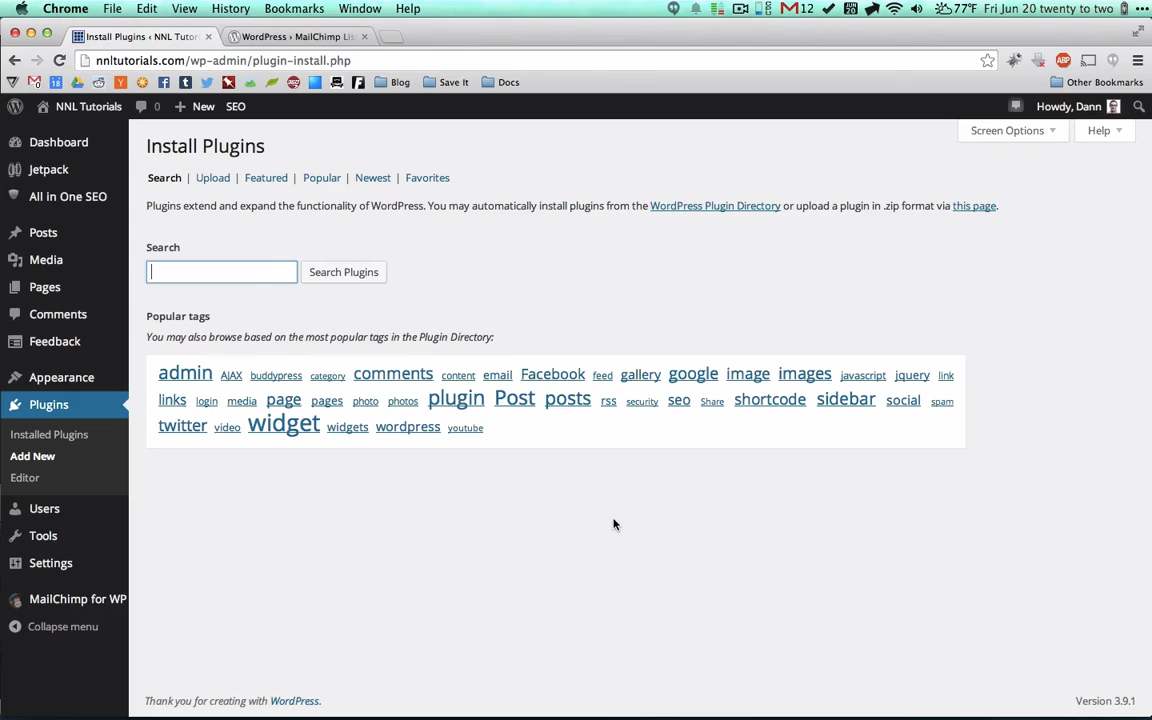 Chrome File Edit View History Bookmarks Window Help 12 JUN 20 77°F Fri Jun 20 twenty to two
Install Plugins ‹ NNL Tutori × WordPress › MailChimp Lis ×
nnltutorials.com/wp-admin/plugin-install.php
Blog Save It Docs Other Bookmarks
NNL Tutorials 0 + New SEO Howdy, Dann
Screen Options Help
Dashboard
Jetpack
All in One SEO
Posts
Media
Pages
Comments
Feedback
Appearance
Plugins
Installed Plugins
Add New
Editor
Users
Tools
Settings
MailChimp for WP
Collapse menu
Install Plugins
Search | Upload | Featured | Popular | Newest | Favorites
Plugins extend and expand the functionality of WordPress. You may automatically install plugins from the WordPress Plugin Directory or upload a plugin in .zip format via this page.
Search
Search Plugins
Popular tags
You may also browse based on the most popular tags in the Plugin Directory:
admin AJAX buddypress category comments content email Facebook feed gallery google image images javascript jquery link
links login media page pages photo photos plugin Post posts rss security seo Share shortcode sidebar social spam
twitter video widget widgets wordpress youtube
Thank you for creating with WordPress. Version 3.9.1